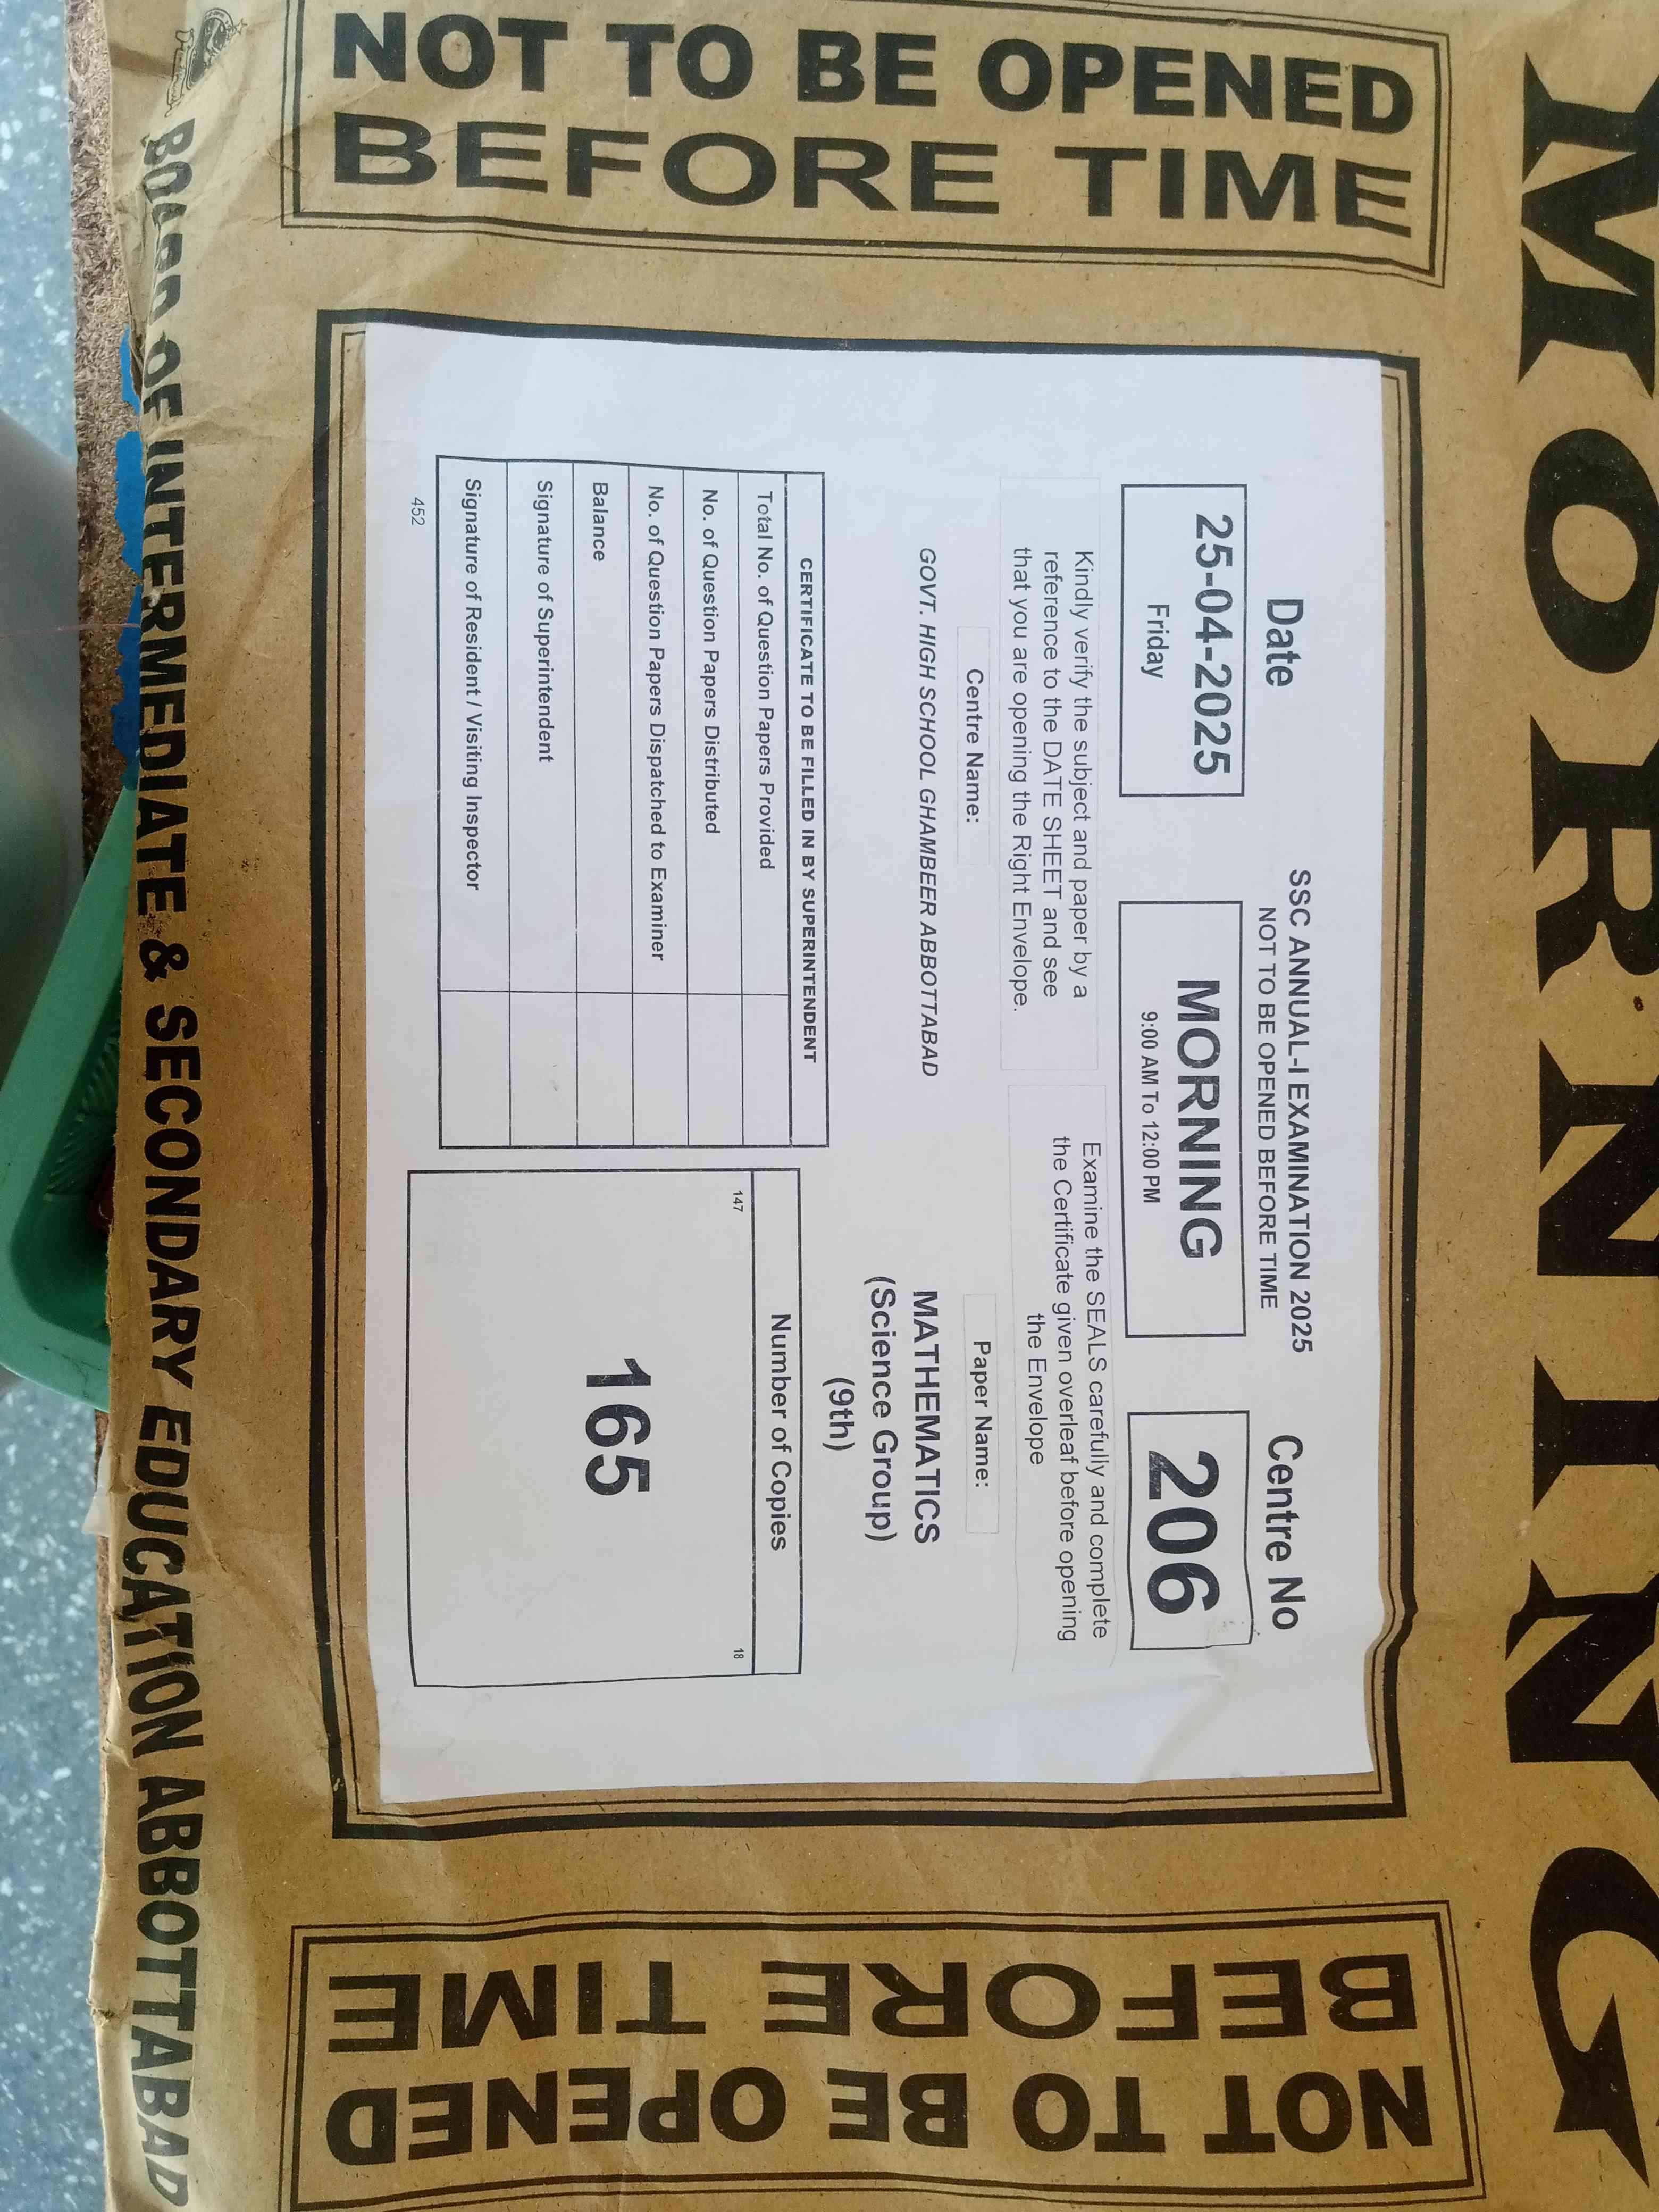 MORNING
NOT TO BE OPENED
BEFORE TIME
SSC ANNUAL-I EXAMINATION 2025
NOT TO BE OPENED BEFORE TIME
Date
25-04-2025
Friday
MORNING
9:00 AM To 12:00 PM
Centre No
206
Kindly verify the subject and paper by a
reference to the DATE SHEET and see
that you are opening the Right Envelope.
Examine the SEALS carefully and complete
the Certificate given overleaf before opening
the Envelope
Centre Name:
GOVT. HIGH SCHOOL GHAMBEER ABBOTTABAD
Paper Name:
MATHEMATICS
(Science Group)
(9th)
CERTIFICATE TO BE FILLED IN BY SUPERINTENDENT
Total No. of Question Papers Provided
No. of Question Papers Distributed
No. of Question Papers Dispatched to Examiner
Balance
Signature of Superintendent
Signature of Resident / Visiting Inspector
452
Number of Copies
147 18
165
NOT TO BE OPENED
BEFORE TIME
BOARD OF INTERMEDIATE & SECONDARY EDUCATION ABBOTTABAD